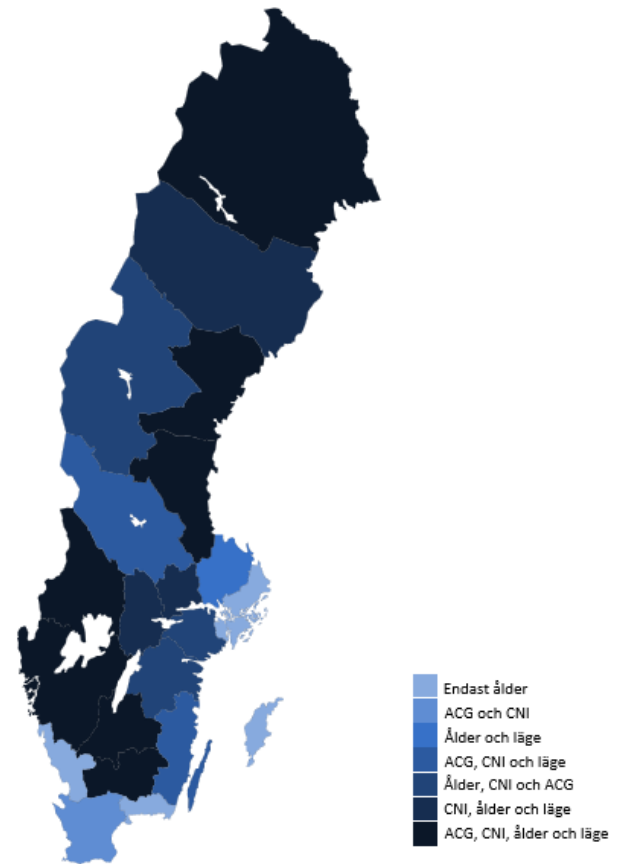 Endast ålder
ACG och CNI
Ålder och läge
ACG, CNI och läge
Ålder, CNI och ACG
CNI, ålder och läge
ACG, CNI, ålder och läge